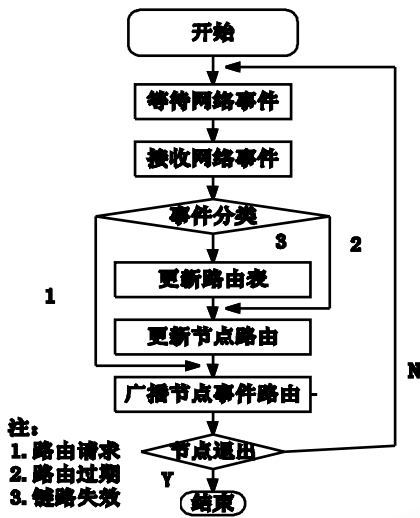 开始
等待网络事件
接收网络事件
事件分类
3
2
更新路由表
1
更新节点路由
N
广播节点事件路由
注:
1.路由请求
2.路由过期
3.链路失效
节点退出
Y
结束